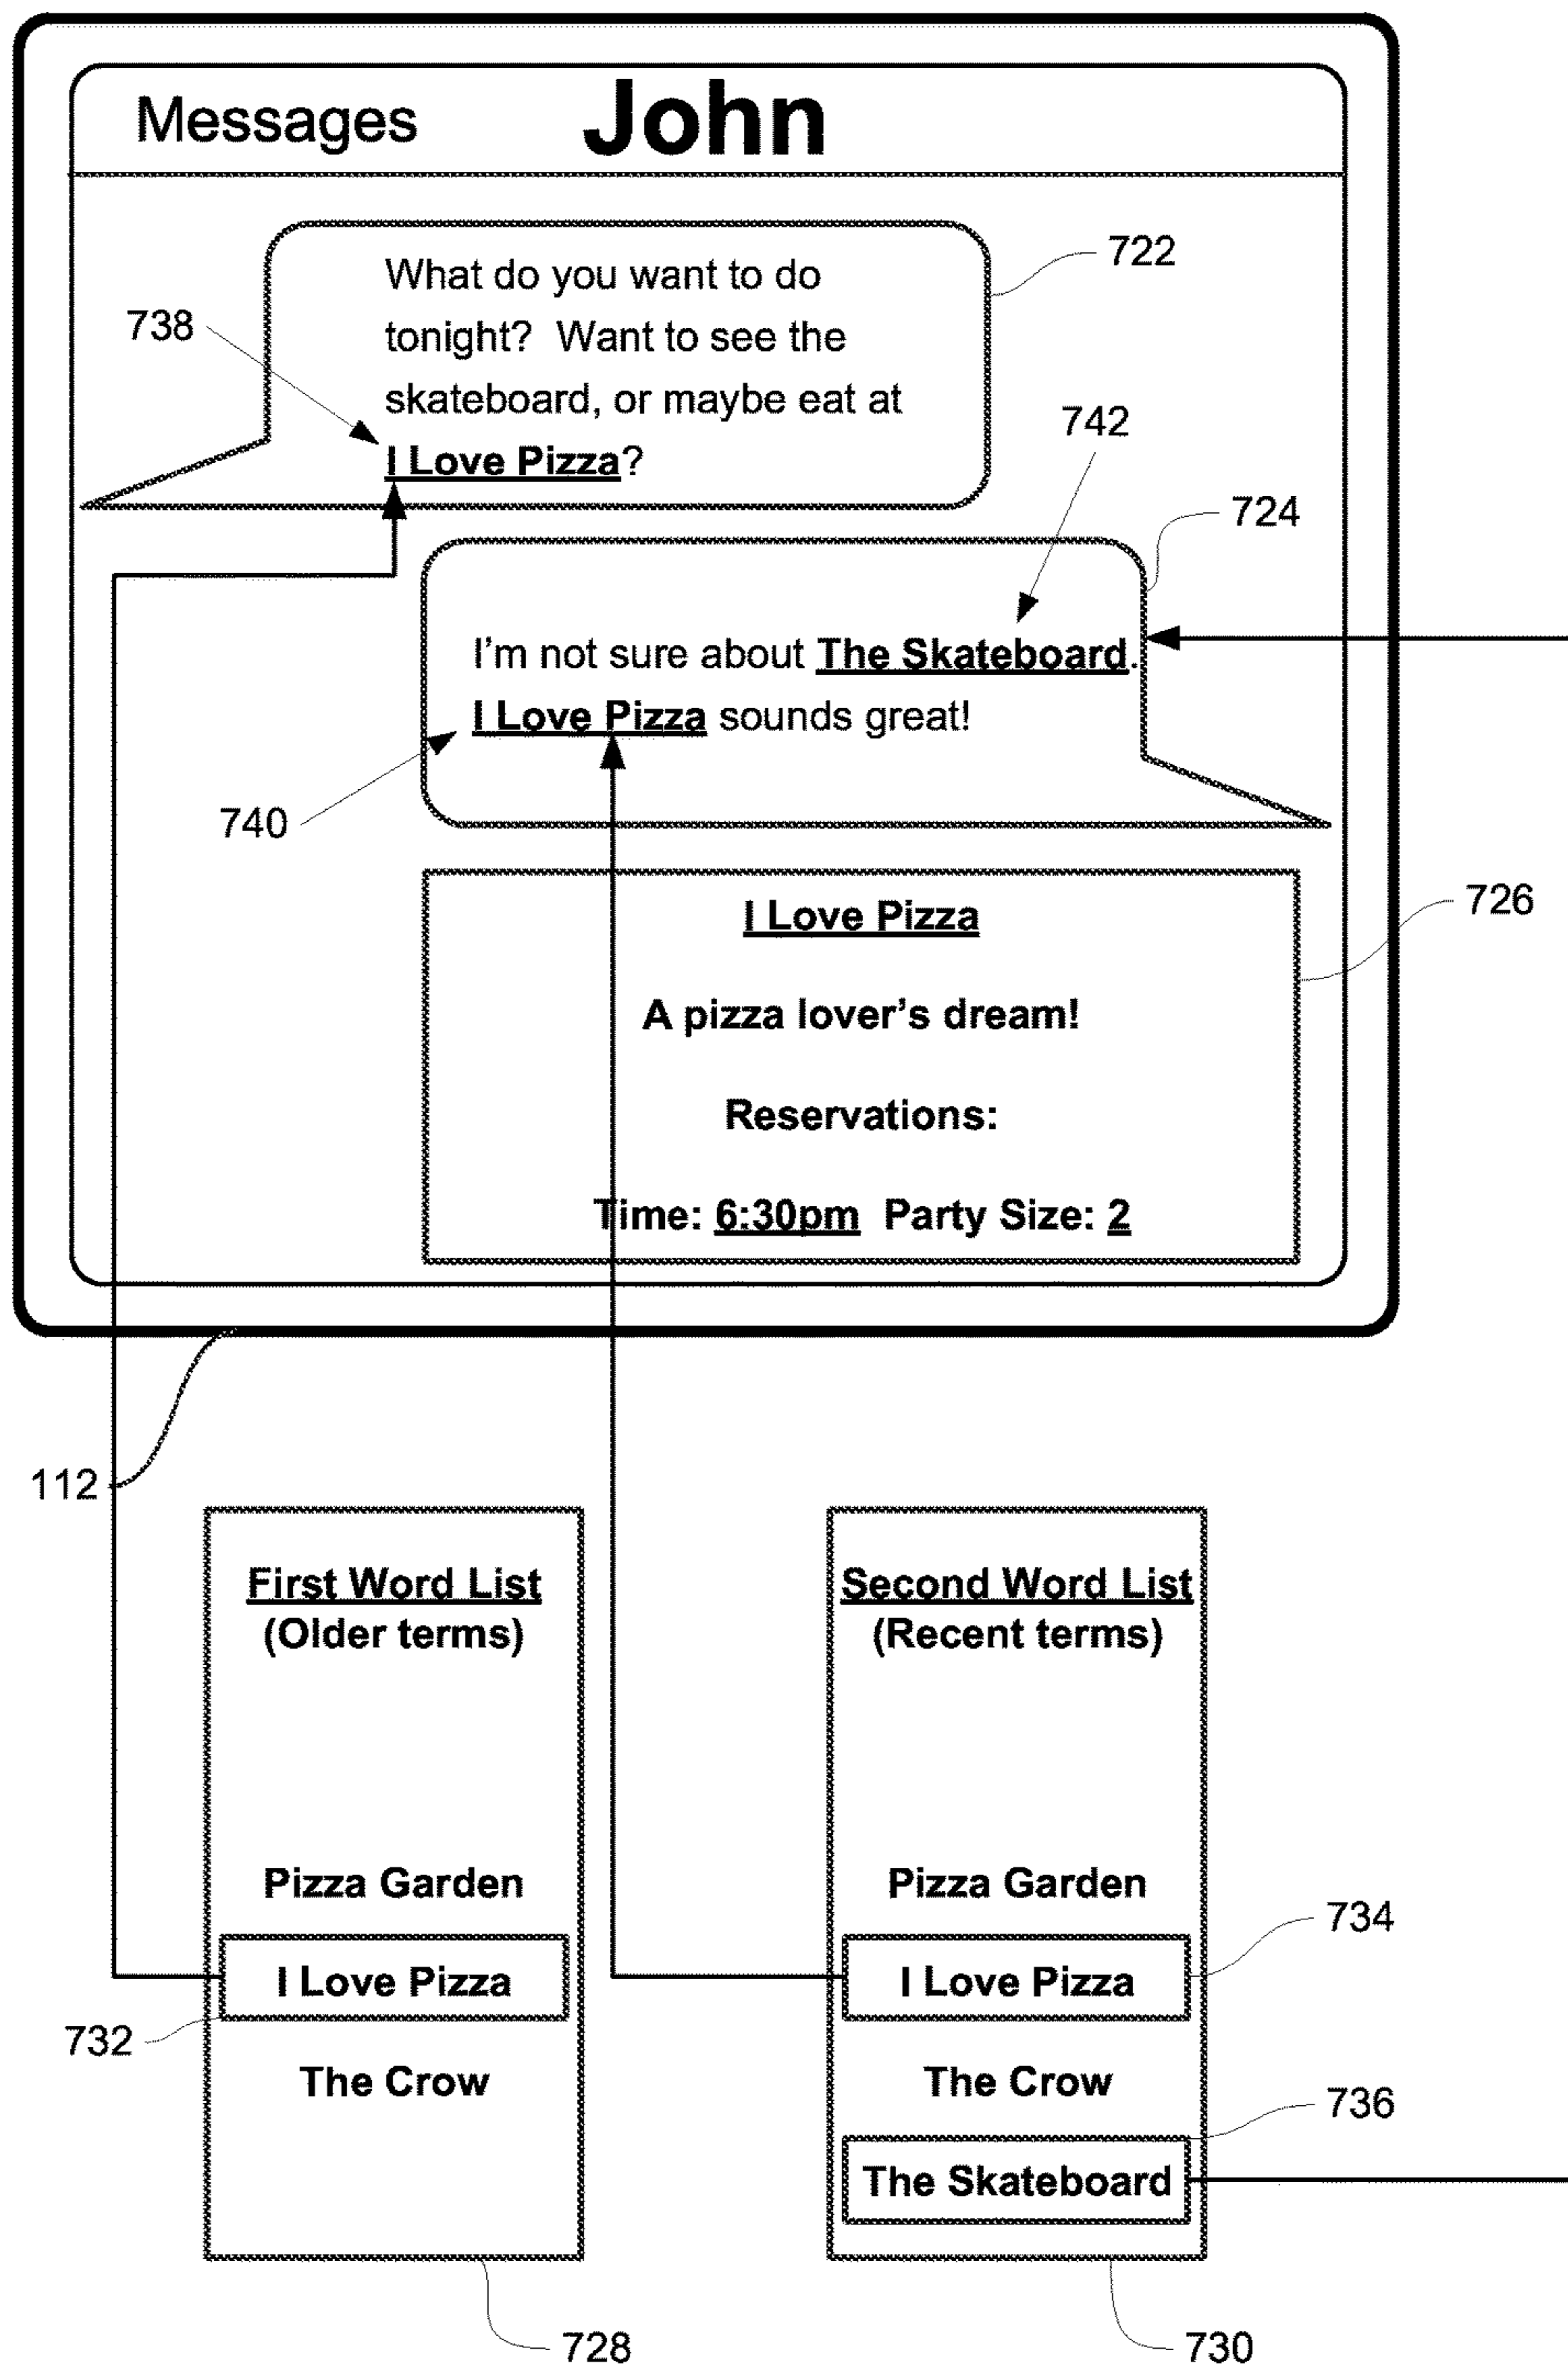 Messages John
What do you want to do
722
tonight? Want to see the
738
skateboard, or maybe eat at
742
I Love Pizza?
724
I'm not sure about The Skateboard.
I Love Pizza sounds great!
740
I Love Pizza
726
A pizza lover's dream!
Reservations:
Time: 6:30pm Party Size: 2
112
First Word List
(Older terms)
Pizza Garden
I Love Pizza
732
The Crow
728
Second Word List
(Recent terms)
Pizza Garden
734
I Love Pizza
The Crow
736
The Skateboard
730